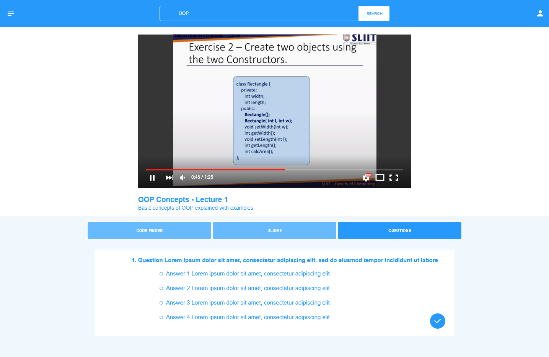 OOP
SEARCH
SLIIT
Exercise 2 – Create two objects using
the two Constructors.
class Rectangle {
private:
int width;
int length;
public:
Rectangle();
Rectangle( int l, int w);
void setWidth(int w);
int getWidth();
void setLength(int l);
int getLength();
int calcArea();
};
0:45 / 1:25
OOP Concepts - Lecture 1
Basic concepts of OOP explained with examples
CODE FINDER
SLIDES
QUESTIONS
1. Question Lorem ipsum dolor sit amet, consectetur adipiscing elit, sed do eiusmod tempor incididunt ut labore
Answer 1 Lorem ipsum dolor sit amet, consectetur adipiscing elit
Answer 2 Lorem ipsum dolor sit amet, consectetur adipiscing elit
Answer 3 Lorem ipsum dolor sit amet, consectetur adipiscing elit
Answer 4 Lorem ipsum dolor sit amet, consectetur adipiscing elit